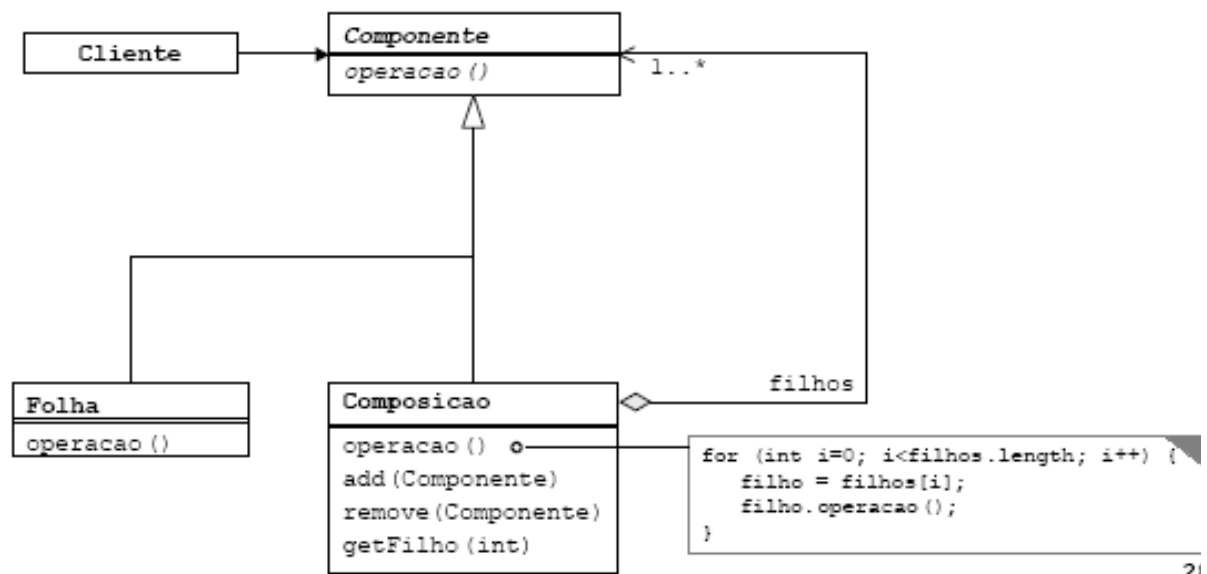 Cliente
Componente
operacao()
1..*
filhos
Folha
operacao()
Composicao
operacao()
add(Componente)
remove(Componente)
getFilho(int)
for (int i=0; i<filhos.length; i++) {
filho = filhos[i];
filho.operacao();
}